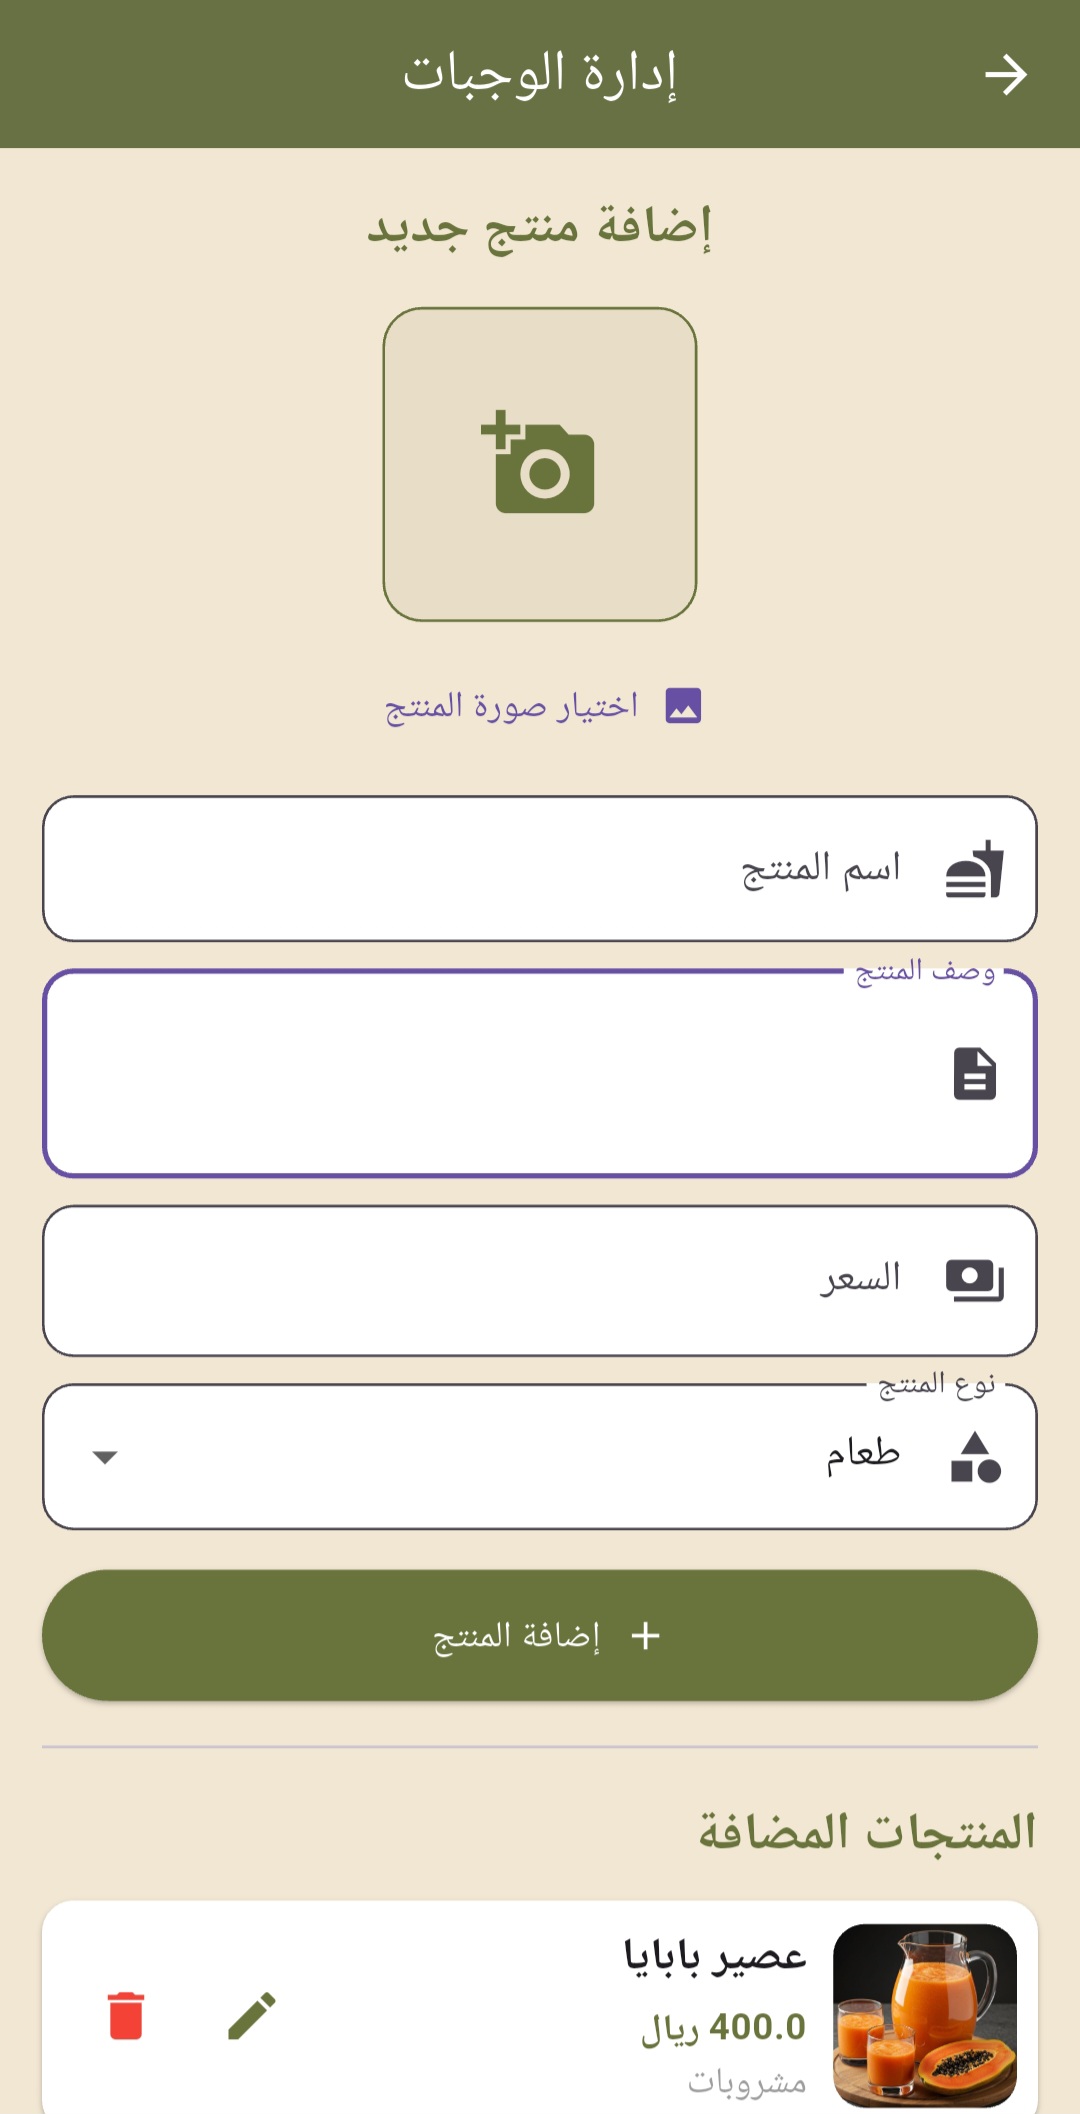 إدارة الوجبات
إضافة منتج جديد
اختيار صورة المنتج
اسم المنتج
وصف المنتج
السعر
نوع المنتج
طعام
إضافة المنتج
المنتجات المضافة
عصير بابايا
400.0 ريال
مشروبات